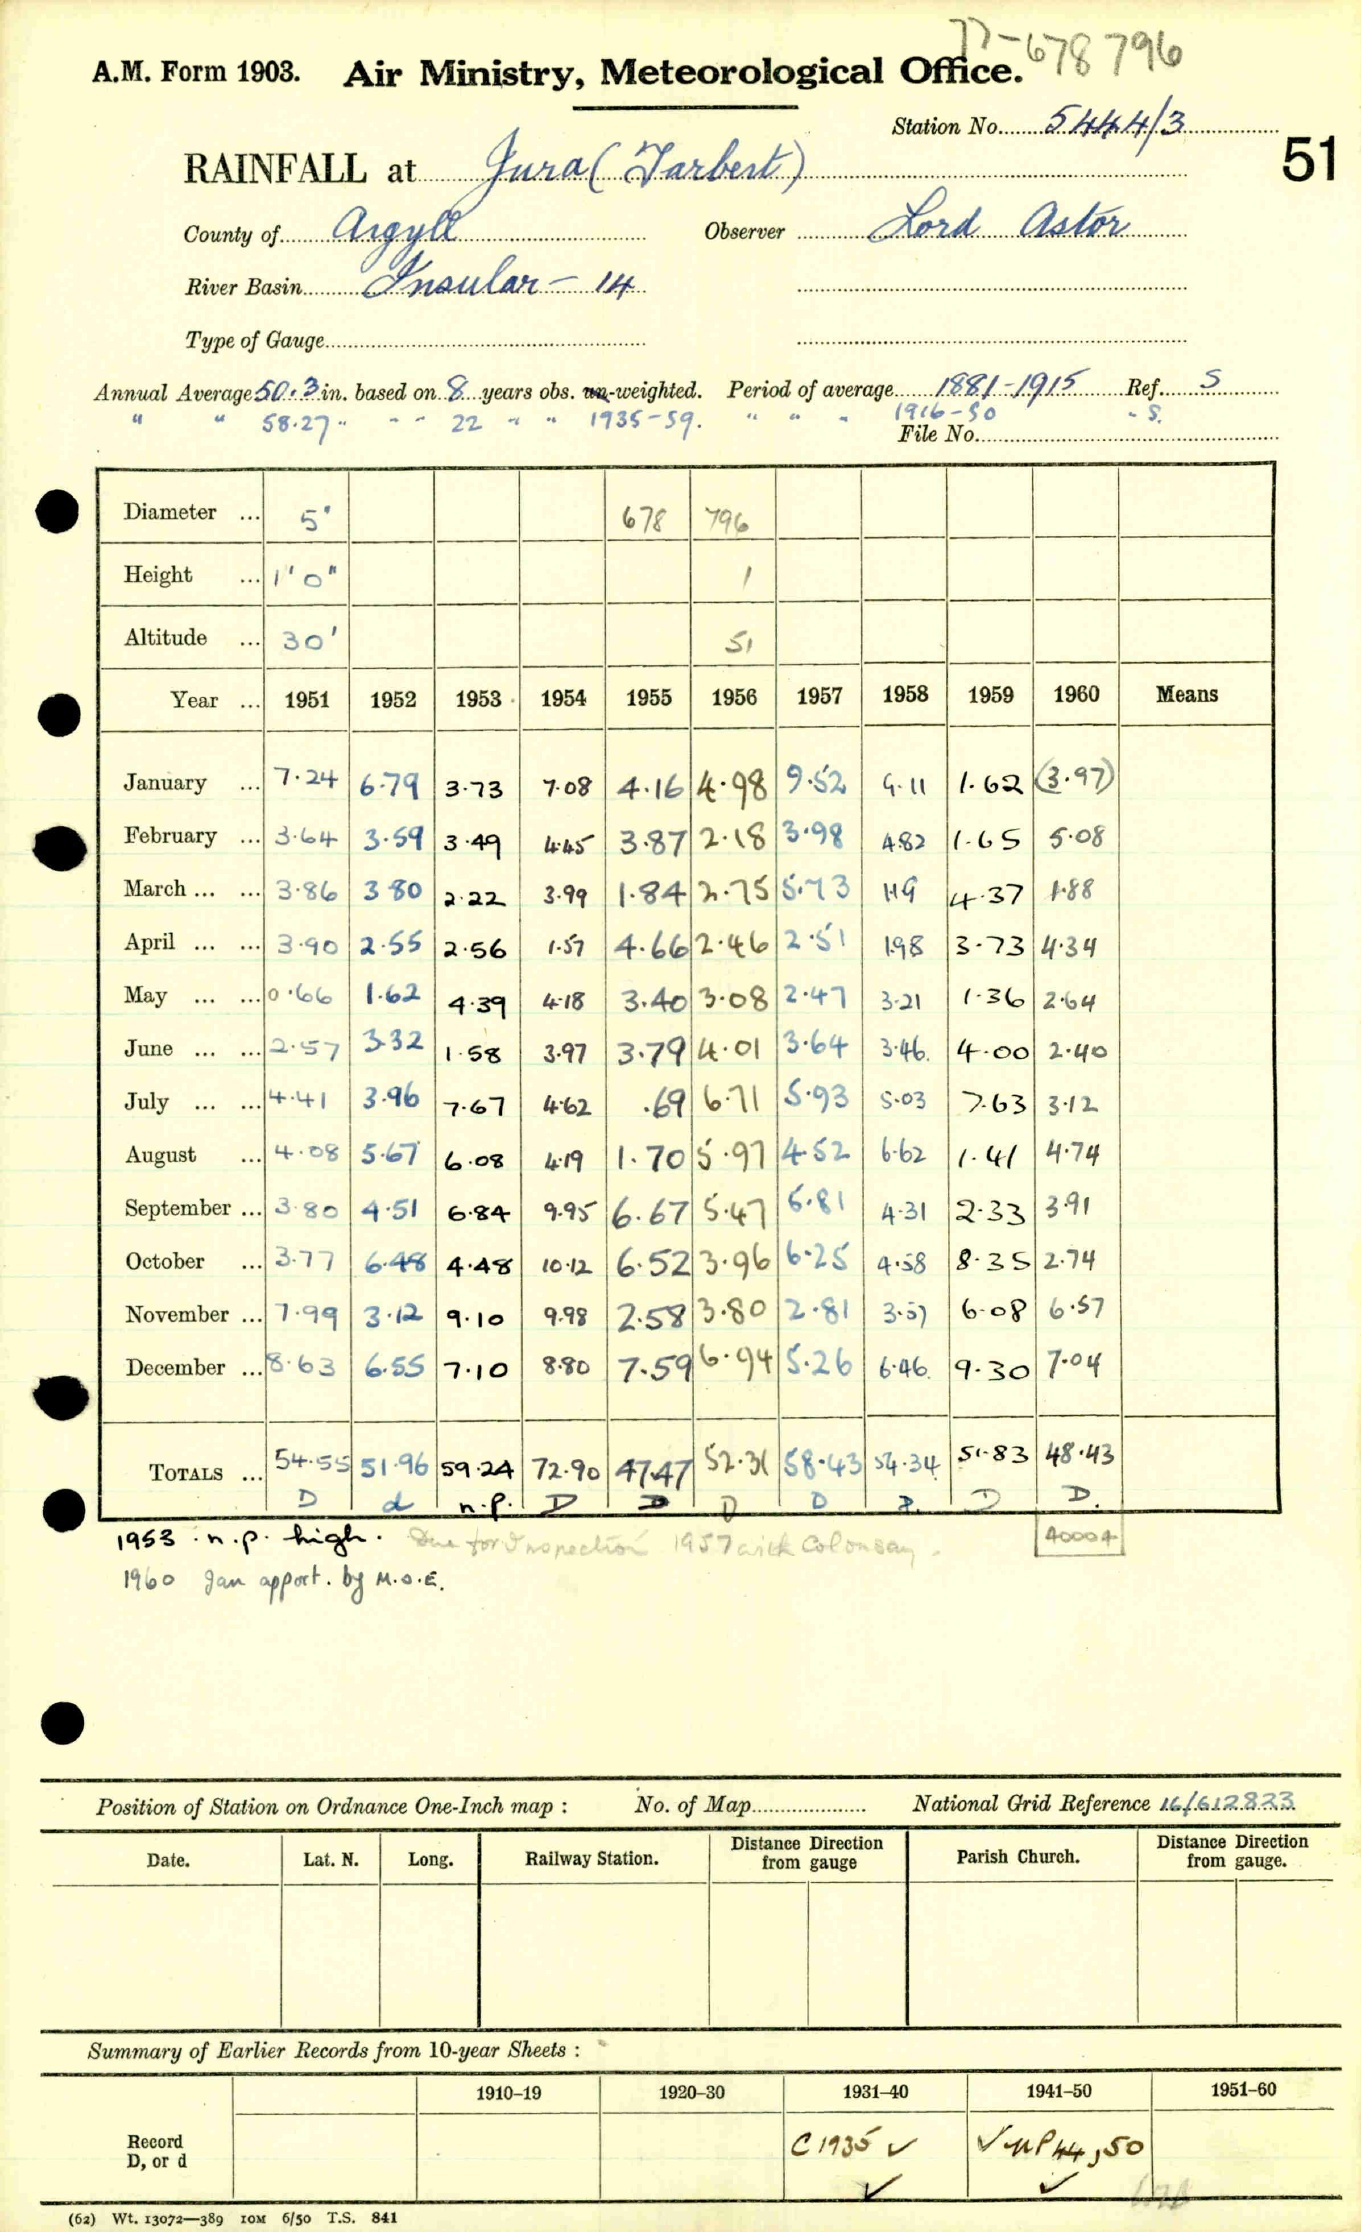 77-678796
A.M. Form 1903. Air Ministry, Meteorological Office.
Station No. 5444/3
51
RAINFALL at Jura (Tarbert)
County of Argyll Observer Lord Astor
River Basin Insular - 14
Type of Gauge
Annual Average 50.3 in. based on 8 years obs. un-weighted. Period of average 1881-1915 Ref. S
" " 58.27 " " " 22 " " 1935-59. " " " 1916-50 " S.
File No.
Diameter ... 5" 678 796
Height ... 1'0" 1
Altitude ... 30' 51
Year ... 1951 1952 1953 1954 1955 1956 1957 1958 1959 1960 Means
January ... 7.24 6.79 3.73 7.08 4.16 4.98 9.52 9.11 1.62 (3.97)
February ... 3.64 3.59 3.49 4.45 3.87 2.18 3.98 4.82 1.65 5.08
March ... ... 3.86 3.80 2.22 3.99 1.84 2.75 5.73 1.19 4.37 1.88
April ... ... 3.90 2.55 2.56 1.57 4.66 2.46 2.51 1.98 3.73 4.34
May ... ... 0.66 1.62 4.39 4.18 3.40 3.08 2.47 3.21 1.36 2.64
June ... ... 2.57 3.32 1.58 3.97 3.79 4.01 3.64 3.46. 4.00 2.40
July ... ... 4.41 3.96 7.67 4.62 .69 6.71 5.93 5.03 7.63 3.12
August ... 4.08 5.67 6.08 4.19 1.70 5.97 4.52 6.62 1.41 4.74
September ... 3.80 4.51 6.84 9.95 6.67 5.47 5.81 4.31 2.33 3.91
October ... 3.77 6.48 4.48 10.12 6.52 3.96 6.25 4.58 8.35 2.74
November ... 7.99 3.12 9.10 9.98 2.58 3.80 2.81 3.57 6.08 6.57
December ... 8.63 6.55 7.10 8.80 7.59 6.94 5.26 6.46. 9.30 7.04
TOTALS ... 54.55 51.96 59.24 72.90 47.47 52.31 58.43 54.34 51.83 48.43
D d n.p. D D D D D D.
1953 . n.p. high. Due for Inspection 1957 with Colonsay. 40004
1960 Jan apport. by M.O.E.
Position of Station on Ordnance One-Inch map : No. of Map National Grid Reference 16/612823
Date. Lat. N. Long. Railway Station. Distance Direction from gauge Parish Church. Distance Direction from gauge.
Summary of Earlier Records from 10-year Sheets :
1910–19 1920–30 1931–40 1941–50 1951–60
Record C 1935 ✓ ✓ NP 44, 50
D, or d ✓ ✓
(62) Wt. 13072—389 10M 6/50 T.S. 841